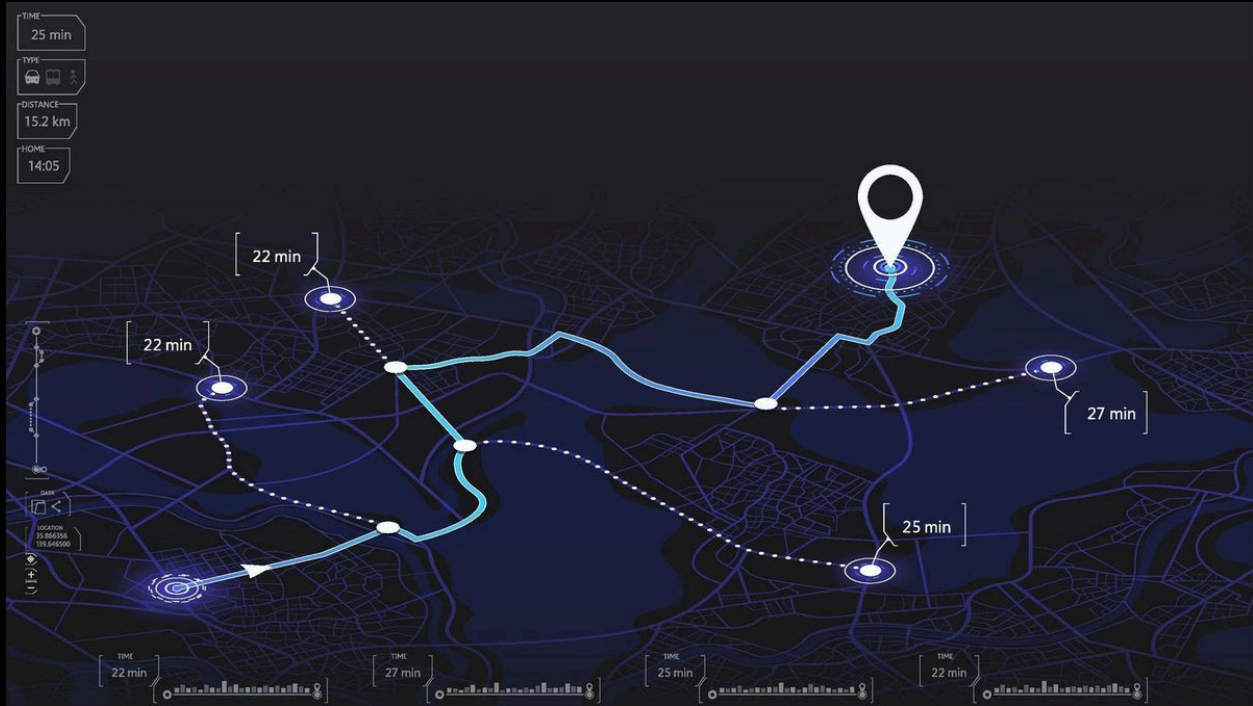 TIME
25 min
TYPE
DISTANCE
15.2 km
HOME
14:05
22 min
22 min
27 min
25 min
DATA
LOCATION
35.866356
139.646500
TIME
22 min
TIME
27 min
TIME
25 min
TIME
22 min